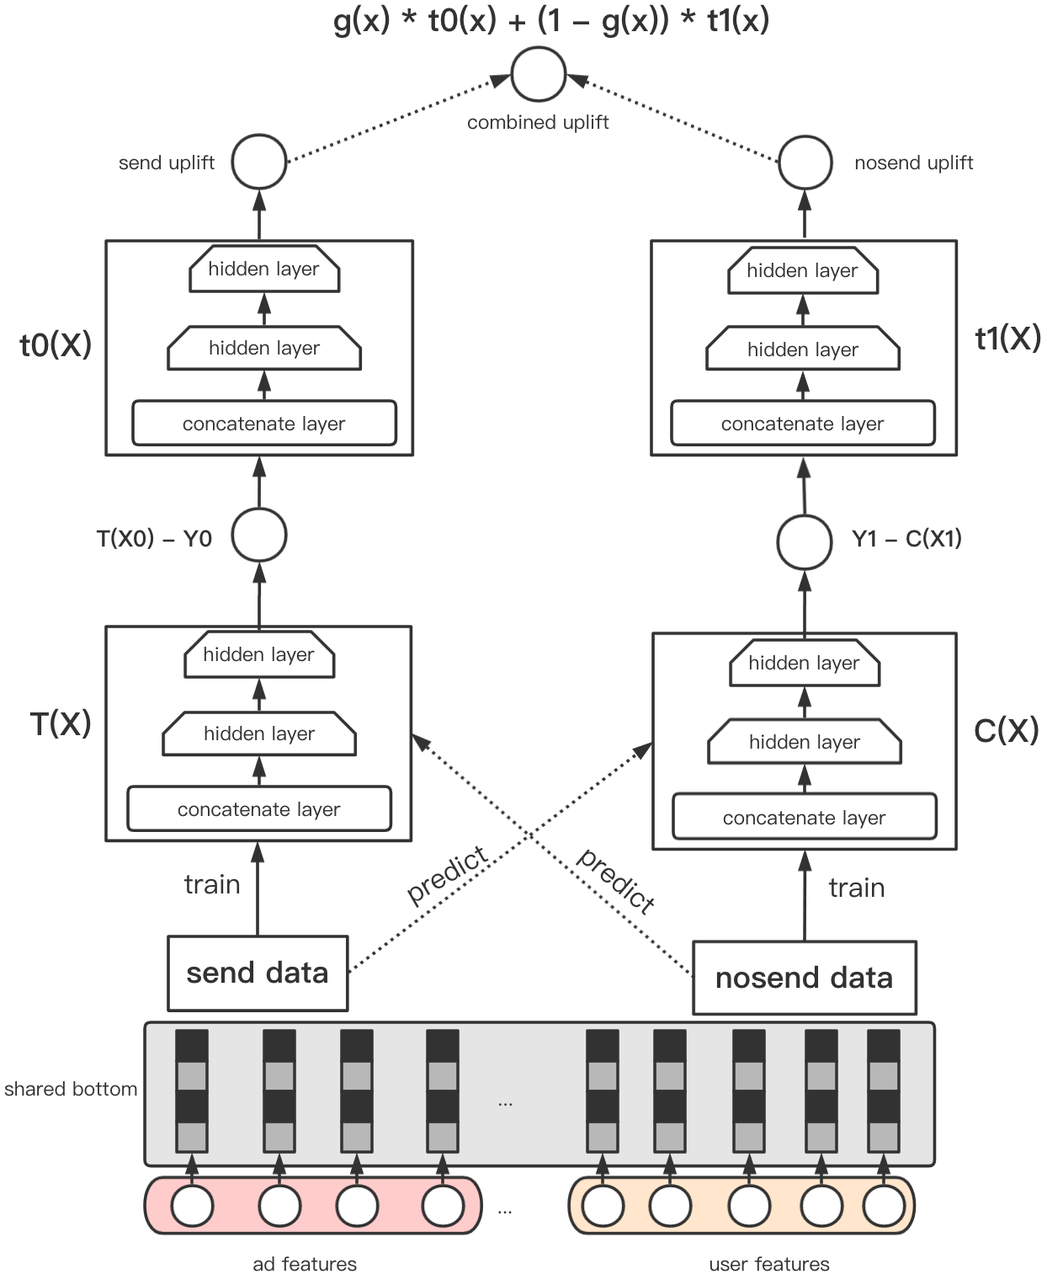 g(x) * t0(x) + (1 – g(x)) * t1(x)
combined uplift
send uplift
nosend uplift
hidden layer
hidden layer
t0(X)
t1(X)
hidden layer
hidden layer
concatenate layer
concatenate layer
T(X0) – Y0
Y1 – C(X1)
hidden layer
hidden layer
T(X)
C(X)
hidden layer
hidden layer
concatenate layer
concatenate layer
train
predict
predict
train
send data
nosend data
shared bottom
...
...
ad features
user features